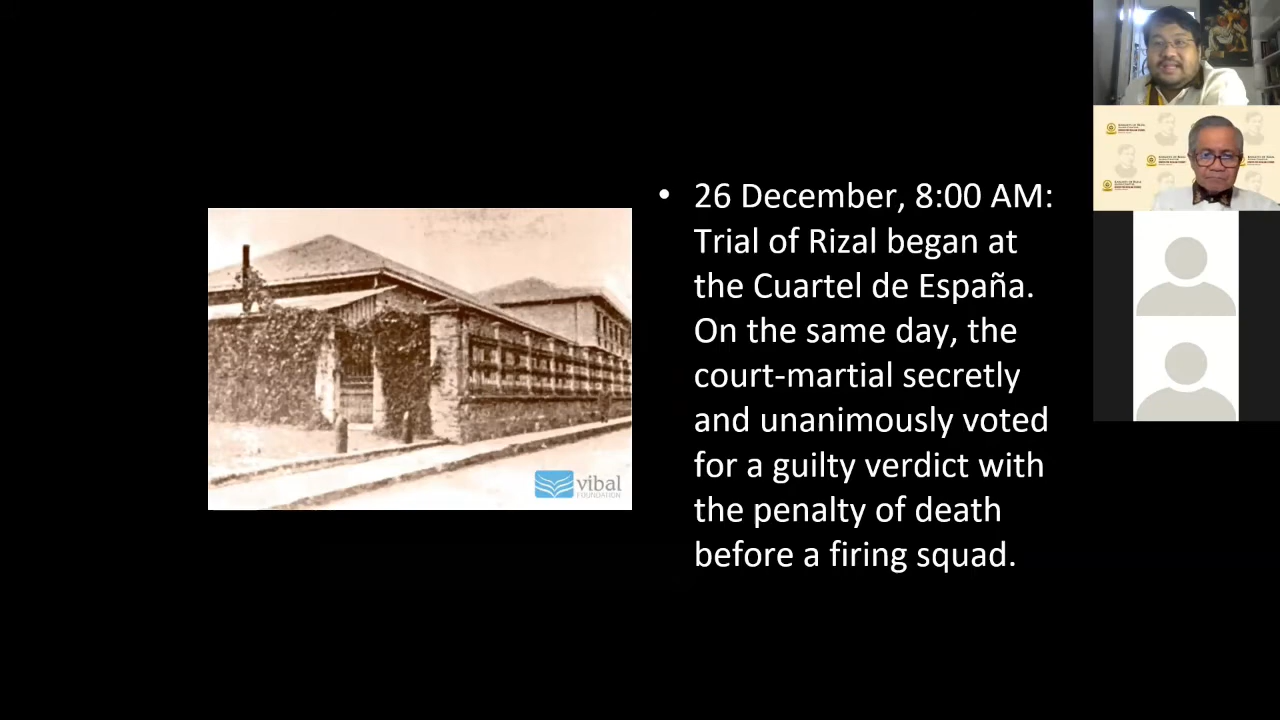 • 26 December, 8:00 AM:
Trial of Rizal began at
the Cuartel de España.
On the same day, the
court-martial secretly
and unanimously voted
for a guilty verdict with
the penalty of death
before a firing squad.
vibal
FOUNDATION